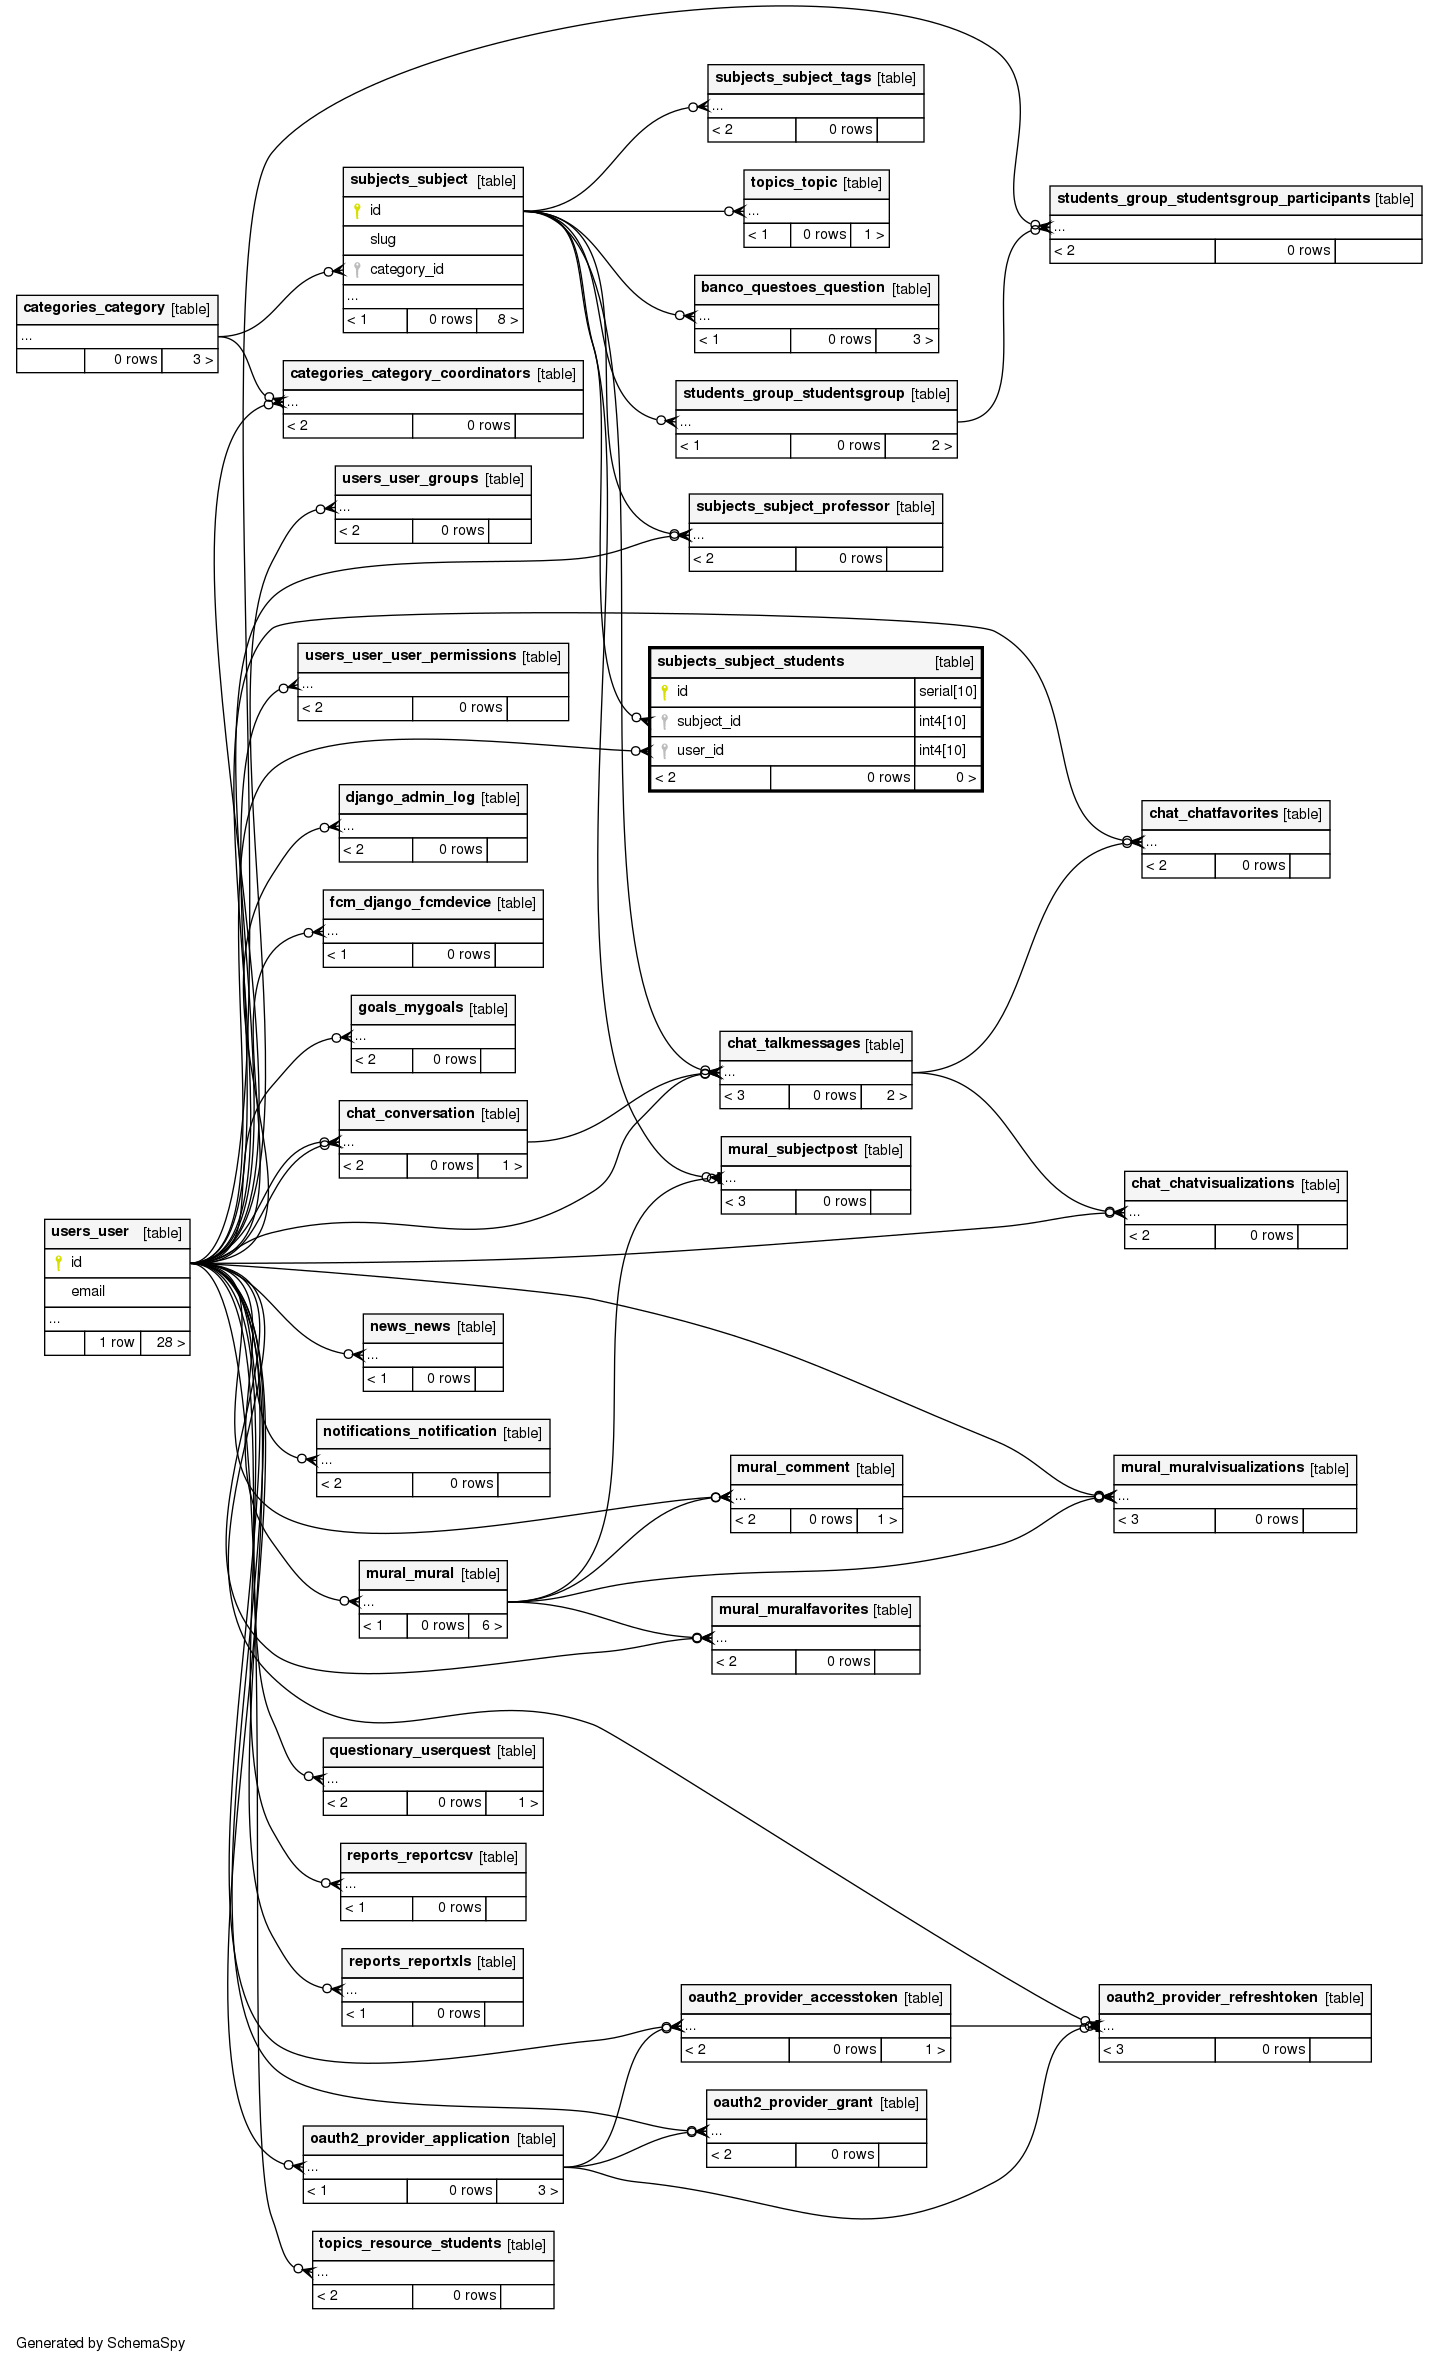 subjects_subject_tags [table]
...
< 2 0 rows
subjects_subject [table]
id
slug
category_id
...
< 1 0 rows 8 >
topics_topic [table]
...
< 1 0 rows 1 >
students_group_studentsgroup_participants [table]
...
< 2 0 rows
categories_category [table]
...
0 rows 3 >
banco_questoes_question [table]
...
< 1 0 rows 3 >
categories_category_coordinators [table]
...
< 2 0 rows
students_group_studentsgroup [table]
...
< 1 0 rows 2 >
users_user_groups [table]
...
< 2 0 rows
subjects_subject_professor [table]
...
< 2 0 rows
users_user_user_permissions [table]
...
< 2 0 rows
subjects_subject_students [table]
id serial[10]
subject_id int4[10]
user_id int4[10]
< 2 0 rows 0 >
django_admin_log [table]
...
< 2 0 rows
chat_chatfavorites [table]
...
< 2 0 rows
fcm_django_fcmdevice [table]
...
< 1 0 rows
goals_mygoals [table]
...
< 2 0 rows
chat_talkmessages [table]
...
< 3 0 rows 2 >
chat_conversation [table]
...
< 2 0 rows 1 >
mural_subjectpost [table]
...
< 3 0 rows
chat_chatvisualizations [table]
...
< 2 0 rows
users_user [table]
id
email
...
1 row 28 >
news_news [table]
...
< 1 0 rows
notifications_notification [table]
...
< 2 0 rows
mural_comment [table]
...
< 2 0 rows 1 >
mural_muralvisualizations [table]
...
< 3 0 rows
mural_mural [table]
...
< 1 0 rows 6 >
mural_muralfavorites [table]
...
< 2 0 rows
questionary_userquest [table]
...
< 2 0 rows 1 >
reports_reportcsv [table]
...
< 1 0 rows
reports_reportxls [table]
...
< 1 0 rows
oauth2_provider_accesstoken [table]
...
< 2 0 rows 1 >
oauth2_provider_refreshtoken [table]
...
< 3 0 rows
oauth2_provider_grant [table]
...
< 2 0 rows
oauth2_provider_application [table]
...
< 1 0 rows 3 >
topics_resource_students [table]
...
< 2 0 rows
Generated by SchemaSpy